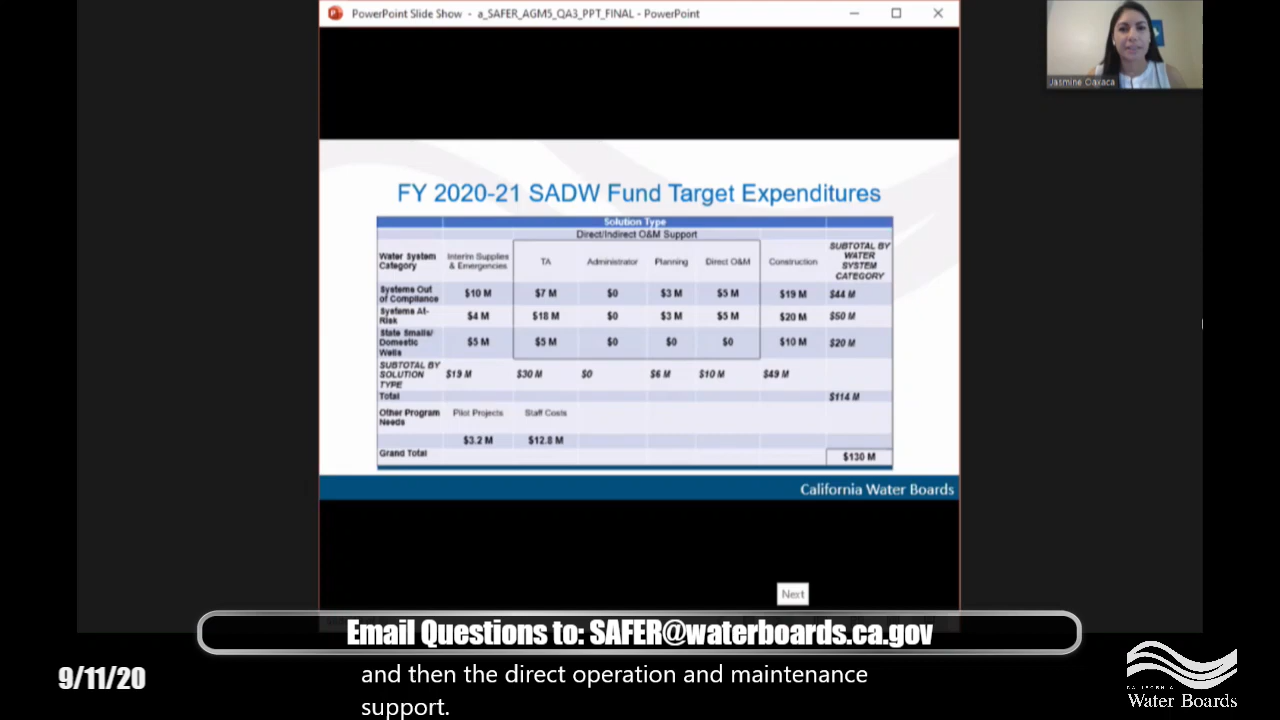 PowerPoint Slide Show - a_SAFER_AGM5_QA3_PPT_FINAL - PowerPoint
Jasmine Oaxaca
FY 2020-21 SADW Fund Target Expenditures
Solution Type
Direct/Indirect O&M Support
Water System Category Interim Supplies & Emergencies TA Administrator Planning Direct O&M Construction SUBTOTAL BY WATER SYSTEM CATEGORY
Systems Out of Compliance $10 M $7 M $0 $3 M $5 M $19 M $44 M
Systems At-Risk $4 M $18 M $0 $3 M $5 M $20 M $50 M
State Smalls/ Domestic Wells $5 M $5 M $0 $0 $0 $10 M $20 M
SUBTOTAL BY SOLUTION TYPE $19 M $30 M $0 $6 M $10 M $49 M
Total $114 M
Other Program Needs Pilot Projects Staff Costs
$3.2 M $12.8 M
Grand Total $130 M
California Water Boards
Next
Email Questions to: SAFER@waterboards.ca.gov
9/11/20
and then the direct operation and maintenance
support.
CALIFORNIA
Water Boards